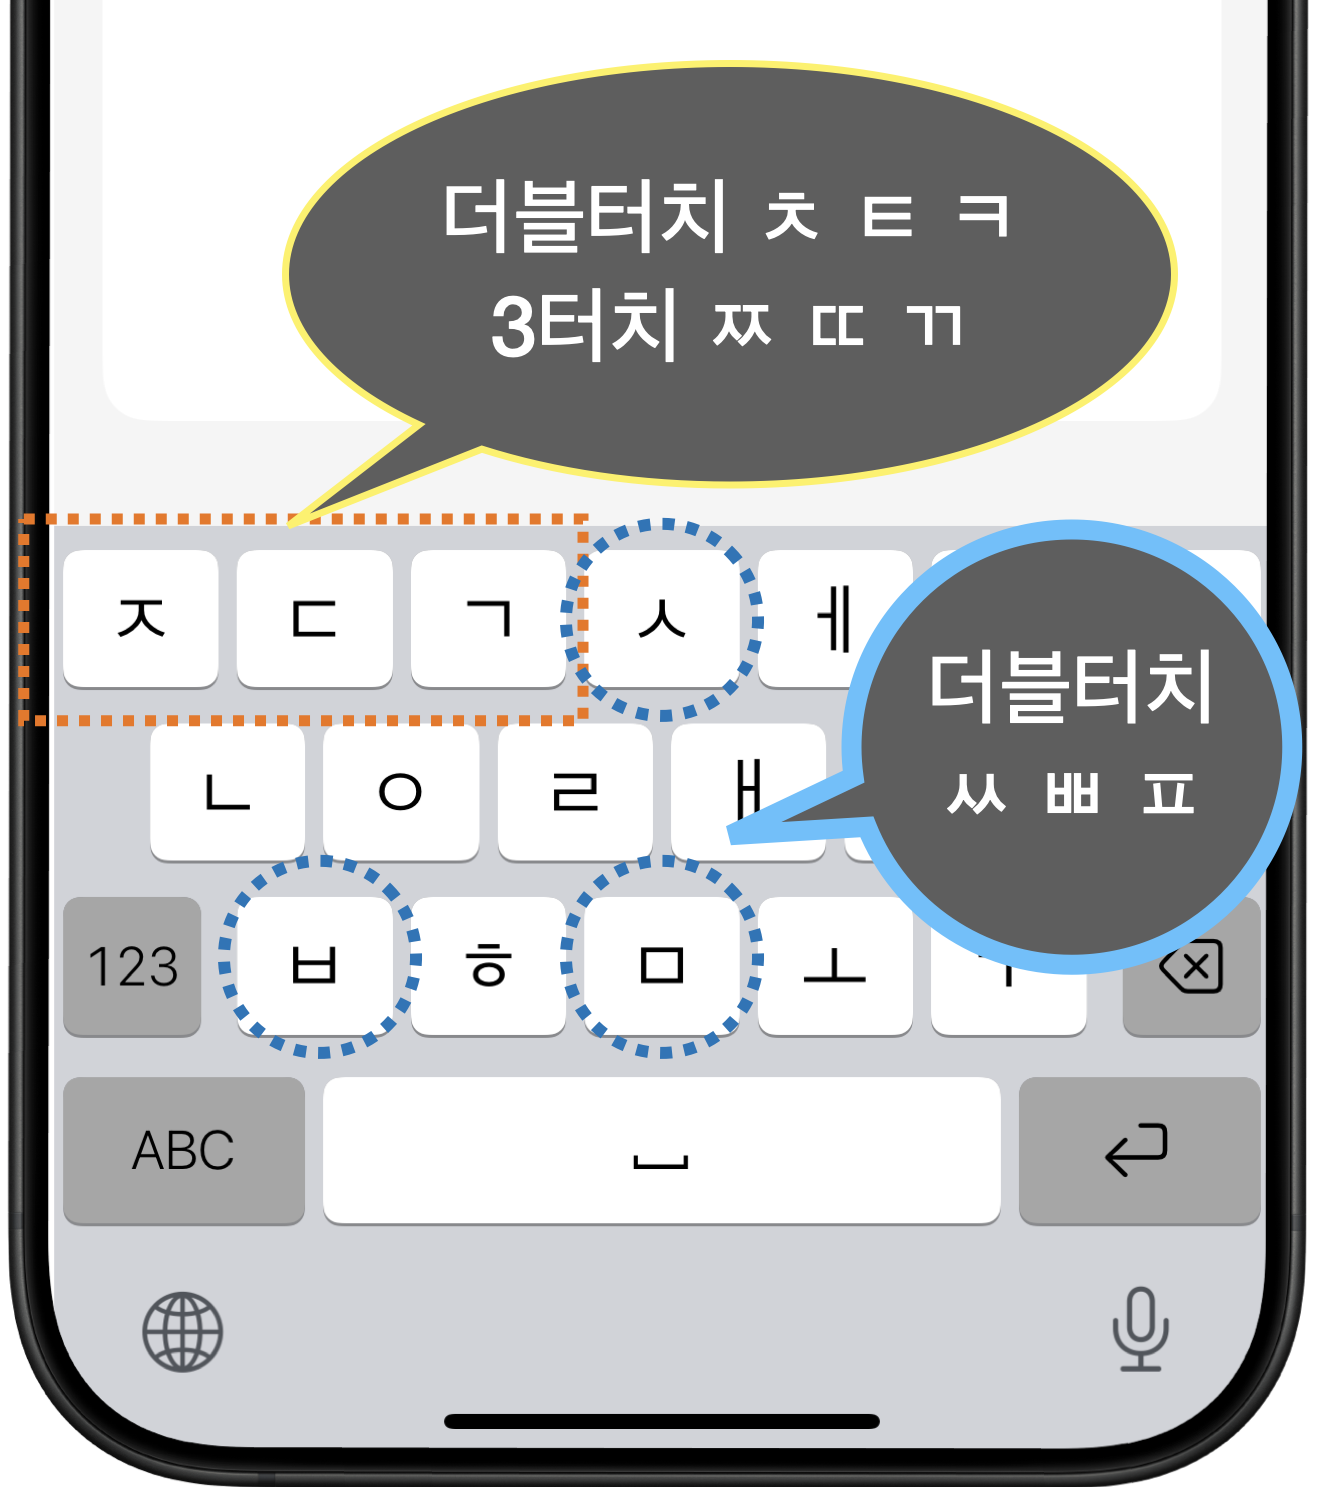 더블터치 ㅊ ㅌ ㅋ
3터치 ㅉ ㄸ ㄲ
ㅈ ㄷ ㄱ ㅅ ㅔ
더블터치
ㅆ ㅃ ㅍ
ㄴ ㅇ ㄹ ㅐ
123 ㅂ ㅎ ㅁ ㅗ
ABC